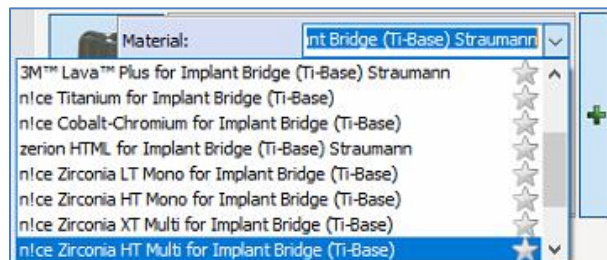 Material:
nt Bridge (Ti-Base) Straumann
3M™ Lava™ Plus for Implant Bridge (Ti-Base) Straumann
n!ce Titanium for Implant Bridge (Ti-Base)
n!ce Cobalt-Chromium for Implant Bridge (Ti-Base)
zerion HTML for Implant Bridge (Ti-Base) Straumann
n!ce Zirconia LT Mono for Implant Bridge (Ti-Base)
n!ce Zirconia HT Mono for Implant Bridge (Ti-Base)
n!ce Zirconia XT Multi for Implant Bridge (Ti-Base)
n!ce Zirconia HT Multi for Implant Bridge (Ti-Base)